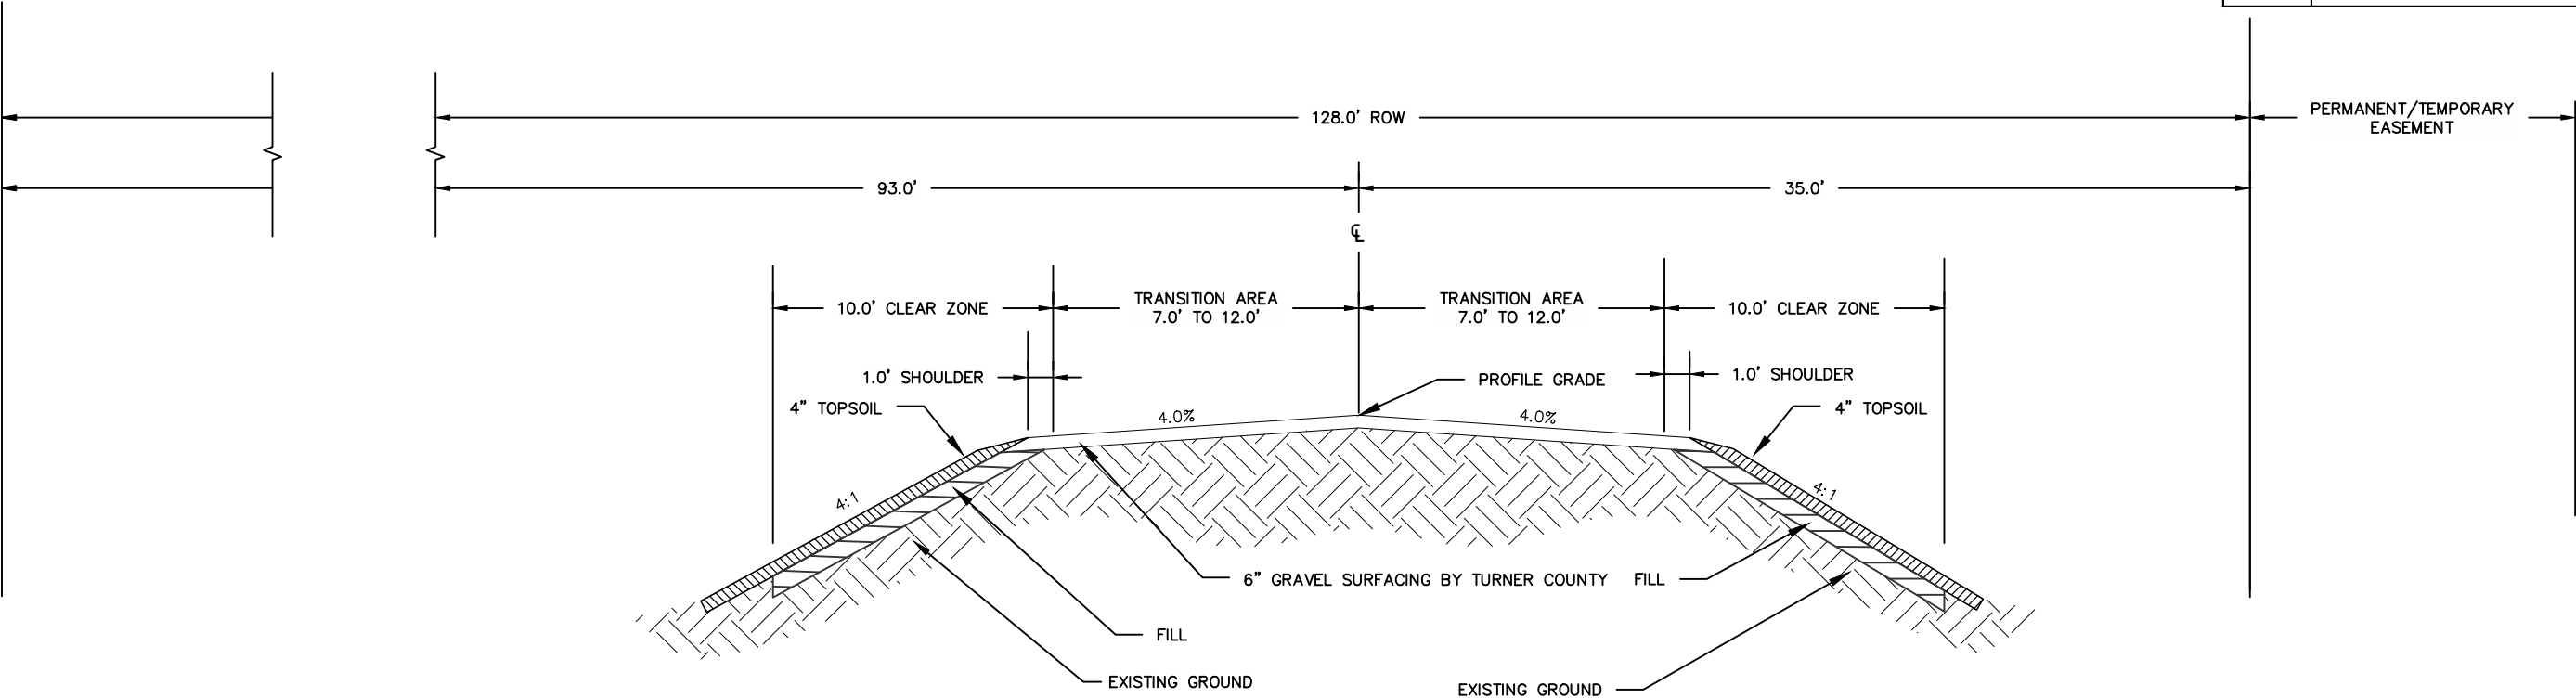 128.0' ROW
PERMANENT/TEMPORARY
EASEMENT
93.0'
35.0'
℄
10.0' CLEAR ZONE
TRANSITION AREA
7.0' TO 12.0'
TRANSITION AREA
7.0' TO 12.0'
10.0' CLEAR ZONE
1.0' SHOULDER
PROFILE GRADE
1.0' SHOULDER
4" TOPSOIL
4.0%
4.0%
4" TOPSOIL
4:1
4:1
6" GRAVEL SURFACING BY TURNER COUNTY
FILL
FILL
EXISTING GROUND
EXISTING GROUND